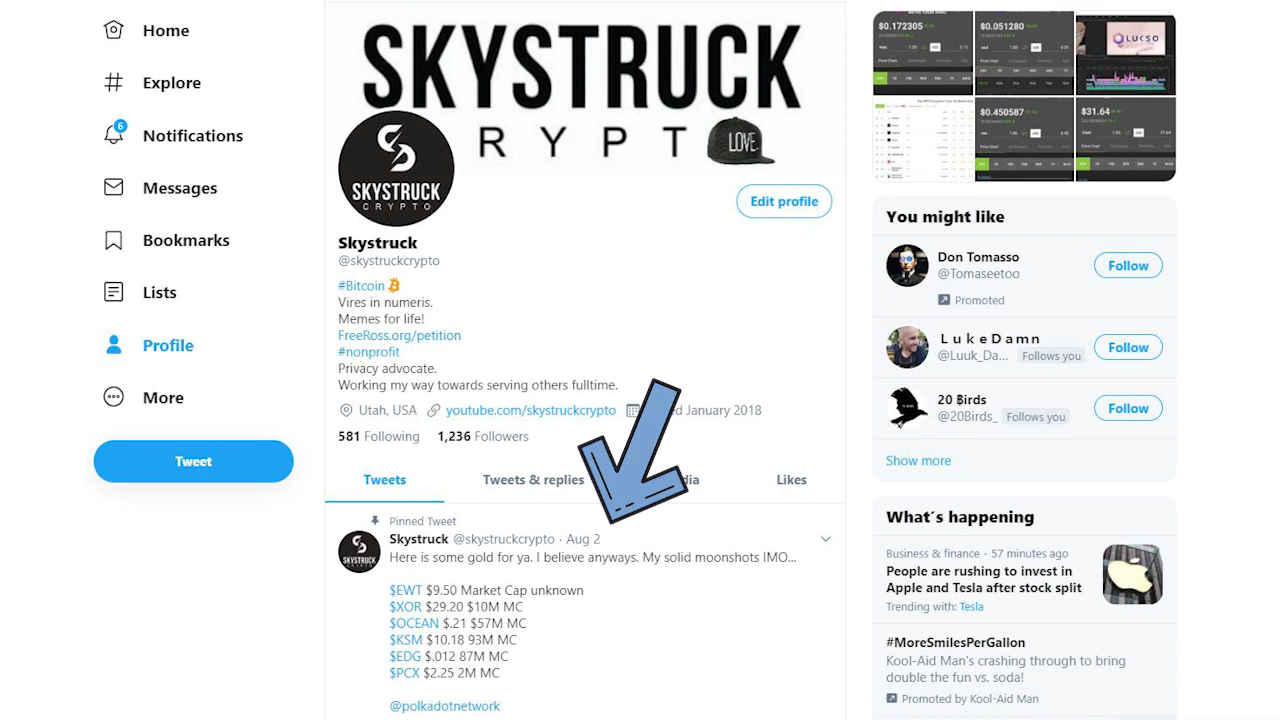 Home
Explore
6
Notifications
Messages
Bookmarks
Lists
Profile
More
Tweet
SKYSTRUCK
CRYPTO
LOVE.
SKYSTRUCK
CRYPTO
Edit profile
Skystruck
@skystruckcrypto
#Bitcoin
Vires in numeris.
Memes for life!
FreeRoss.org/petition
#nonprofit
Privacy advocate.
Working my way towards serving others fulltime.
Utah, USA youtube.com/skystruckcrypto January 2018
581 Following 1,236 Followers
Tweets Tweets & replies Likes
Pinned Tweet
SKYSTRUCK
Skystruck @skystruckcrypto · Aug 2
Here is some gold for ya. I believe anyways. My solid moonshots IMO...
$EWT $9.50 Market Cap unknown
$XOR $29.20 $10M MC
$OCEAN $.21 $57M MC
$KSM $10.18 93M MC
$EDG $.012 87M MC
$PCX $2.25 2M MC
@polkadotnetwork
$0.172305
$0.051280
LUKSO
$0.450587
$31.64
You might like
Don Tomasso
@Tomaseetoo
Follow
Promoted
L u k e D a m n
@Luuk_Da... Follows you
Follow
20 ₿irds
@20Birds_ Follows you
Follow
Show more
What´s happening
Business & finance · 57 minutes ago
People are rushing to invest in
Apple and Tesla after stock split
Trending with: Tesla
#MoreSmilesPerGallon
Kool-Aid Man's crashing through to bring
double the fun vs. soda!
Promoted by Kool-Aid Man